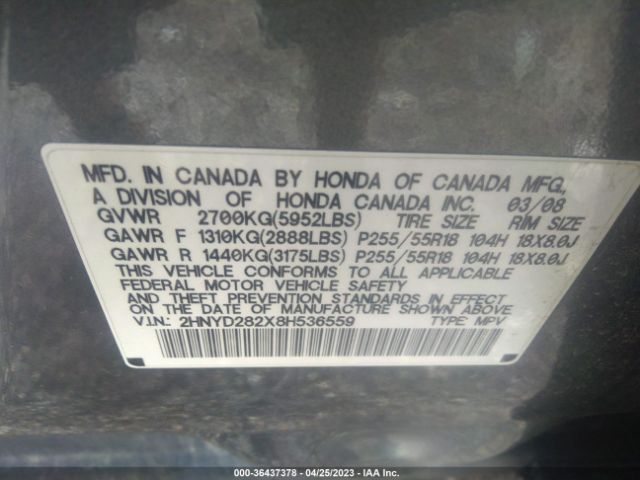 MFD. IN CANADA BY HONDA OF CANADA MFG.,
A DIVISION OF HONDA CANADA INC. 03/08
GVWR 2700KG(5952LBS) TIRE SIZE RIM SIZE
GAWR F 1310KG(2888LBS) P255/55R18 104H 18X8.0J
GAWR R 1440KG(3175LBS) P255/55R18 104H 18X8.0J
THIS VEHICLE CONFORMS TO ALL APPLICABLE
FEDERAL MOTOR VEHICLE SAFETY
AND THEFT PREVENTION STANDARDS IN EFFECT
ON THE DATE OF MANUFACTURE SHOWN ABOVE.
V.I.N.: 2HNYD282X8H536559 TYPE: MPV
000-36437378 - 04/25/2023 - IAA Inc.